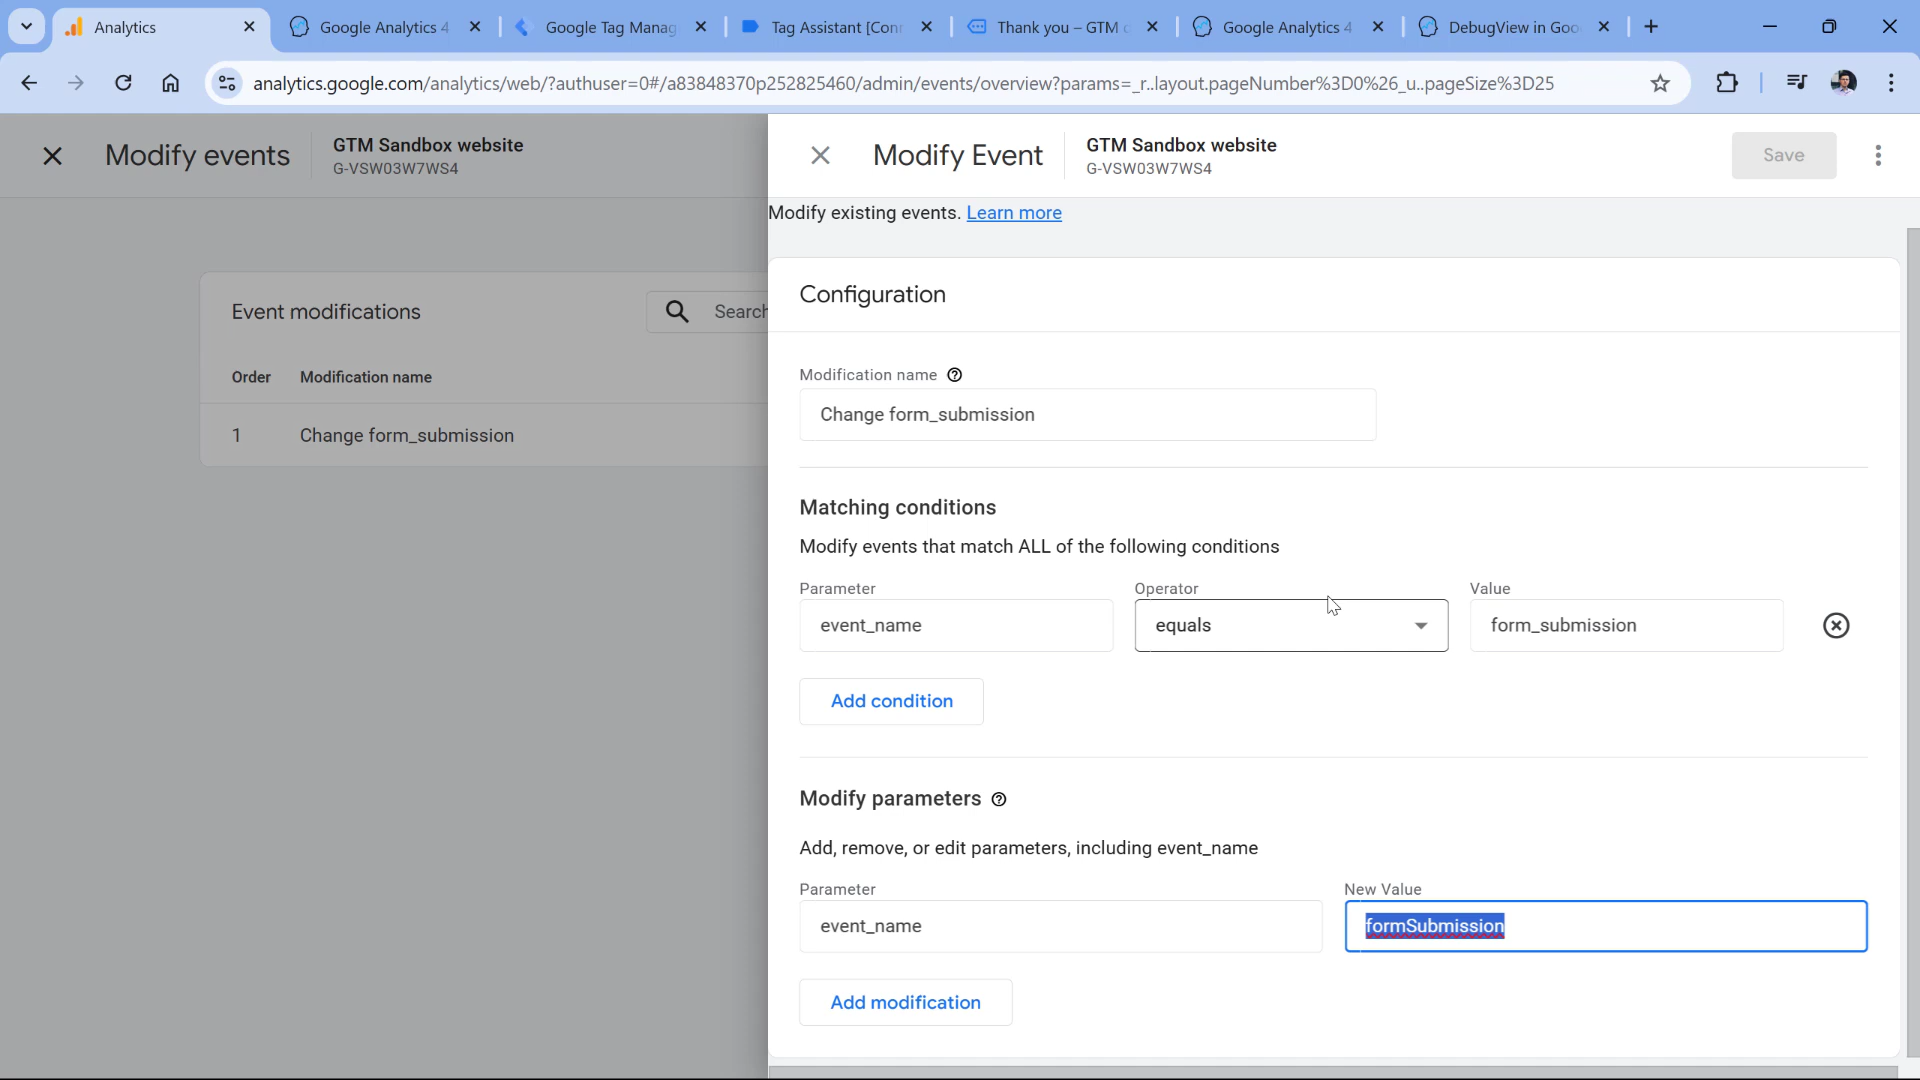 Analytics
Google Analytics 4
Google Tag Manag
Tag Assistant [Con
Thank you – GTM
Google Analytics 4
DebugView in Goo
analytics.google.com/analytics/web/?authuser=0#/a83848370p252825460/admin/events/overview?params=_r..layout.pageNumber%3D0%26_u..pageSize%3D25
Modify events
GTM Sandbox website
G-VSW03W7WS4
Modify Event
GTM Sandbox website
G-VSW03W7WS4
Save
Modify existing events. Learn more
Event modifications
Search
Order
Modification name
1
Change form_submission
Configuration
Modification name
Change form_submission
Matching conditions
Modify events that match ALL of the following conditions
Parameter
Operator
Value
event_name
equals
form_submission
Add condition
Modify parameters
Add, remove, or edit parameters, including event_name
Parameter
New Value
event_name
formSubmission
Add modification